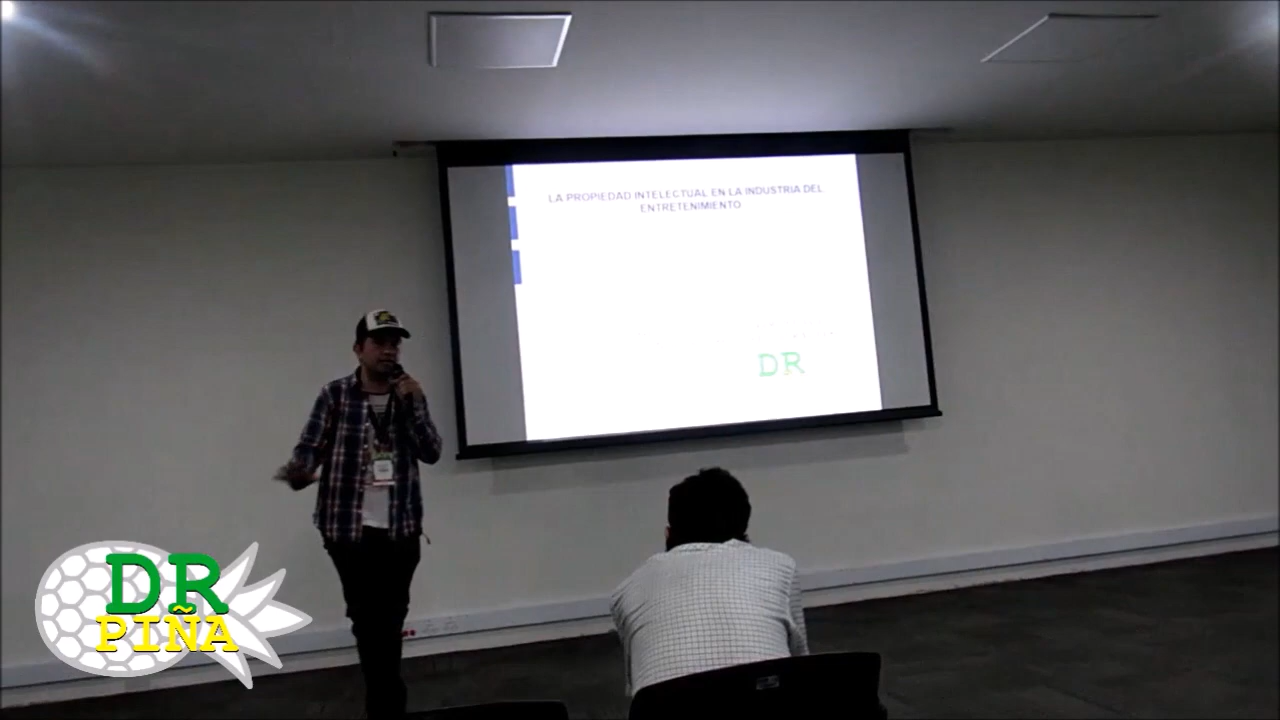 LA PROPIEDAD INTELECTUAL EN LA INDUSTRIA DEL
ENTRETENIMIENTO
DR
DR
PIÑA